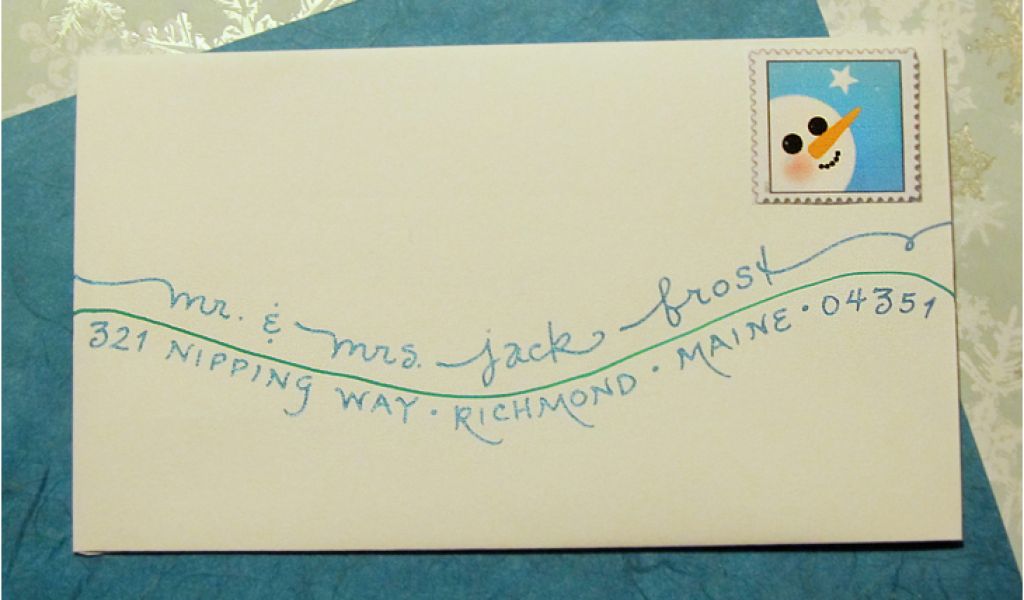 mr. & mrs. jack frost
321 NIPPING WAY · RICHMOND · MAINE · 04351